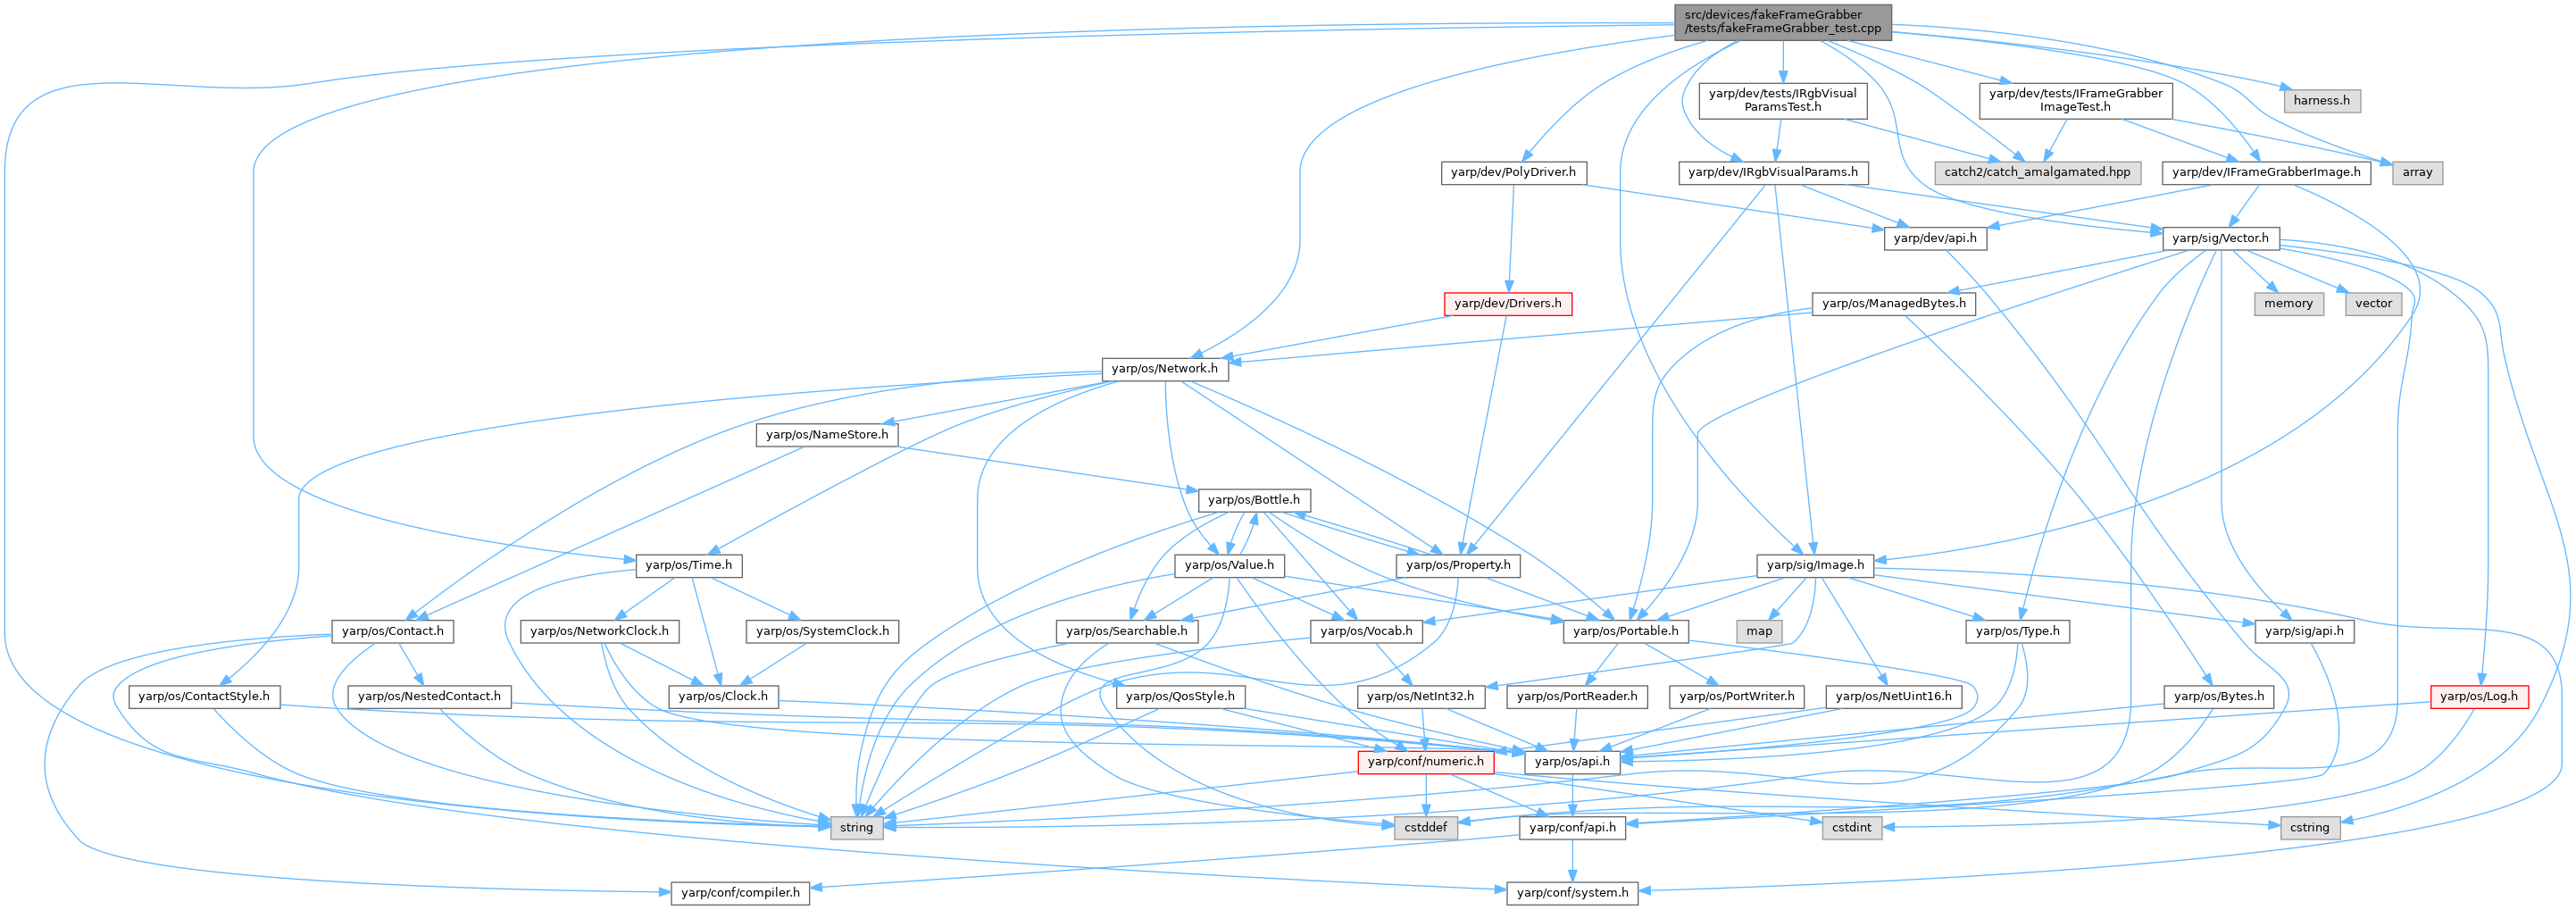 src/devices/fakeFrameGrabber
/tests/fakeFrameGrabber_test.cpp
yarp/dev/tests/IRgbVisual
ParamsTest.h
yarp/dev/tests/IFrameGrabber
ImageTest.h
harness.h
yarp/dev/PolyDriver.h
yarp/dev/IRgbVisualParams.h
catch2/catch_amalgamated.hpp
yarp/dev/IFrameGrabberImage.h
array
yarp/dev/api.h
yarp/sig/Vector.h
yarp/dev/Drivers.h
yarp/os/ManagedBytes.h
memory
vector
yarp/os/Network.h
yarp/os/NameStore.h
yarp/os/Bottle.h
yarp/os/Time.h
yarp/os/Value.h
yarp/os/Property.h
yarp/sig/Image.h
yarp/os/Contact.h
yarp/os/NetworkClock.h
yarp/os/SystemClock.h
yarp/os/Searchable.h
yarp/os/Vocab.h
yarp/os/Portable.h
map
yarp/os/Type.h
yarp/sig/api.h
yarp/os/ContactStyle.h
yarp/os/NestedContact.h
yarp/os/Clock.h
yarp/os/QosStyle.h
yarp/os/NetInt32.h
yarp/os/PortReader.h
yarp/os/PortWriter.h
yarp/os/NetUint16.h
yarp/os/Bytes.h
yarp/os/Log.h
yarp/conf/numeric.h
yarp/os/api.h
string
cstddef
yarp/conf/api.h
cstdint
cstring
yarp/conf/compiler.h
yarp/conf/system.h